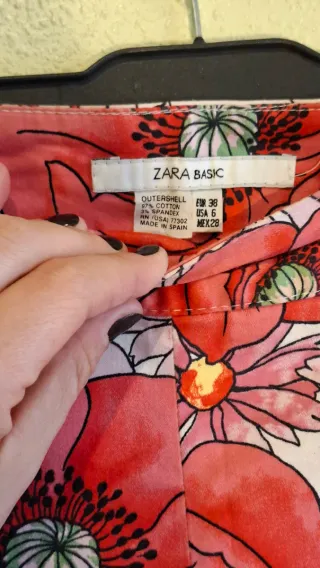 ZARA BASIC
OUTERSHELL
97% COTTON
3% SPANDEX
RN (USA) 77302
MADE IN SPAIN
EUR 38
USA 6
MEX 28